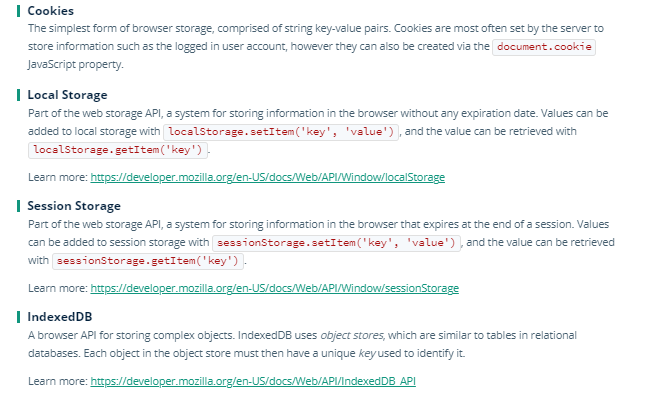 Cookies
The simplest form of browser storage, comprised of string key-value pairs. Cookies are most often set by the server to
store information such as the logged in user account, however they can also be created via the document.cookie
JavaScript property.
Local Storage
Part of the web storage API, a system for storing information in the browser without any expiration date. Values can be
added to local storage with localStorage.setItem('key', 'value'), and the value can be retrieved with
localStorage.getItem('key').
Learn more: https://developer.mozilla.org/en-US/docs/Web/API/Window/localStorage
Session Storage
Part of the web storage API, a system for storing information in the browser that expires at the end of a session. Values
can be added to session storage with sessionStorage.setItem('key', 'value'), and the value can be retrieved
with sessionStorage.getItem('key').
Learn more: https://developer.mozilla.org/en-US/docs/Web/API/Window/sessionStorage
IndexedDB
A browser API for storing complex objects. IndexedDB uses object stores, which are similar to tables in relational
databases. Each object in the object store must then have a unique key used to identify it.
Learn more: https://developer.mozilla.org/en-US/docs/Web/API/IndexedDB_API